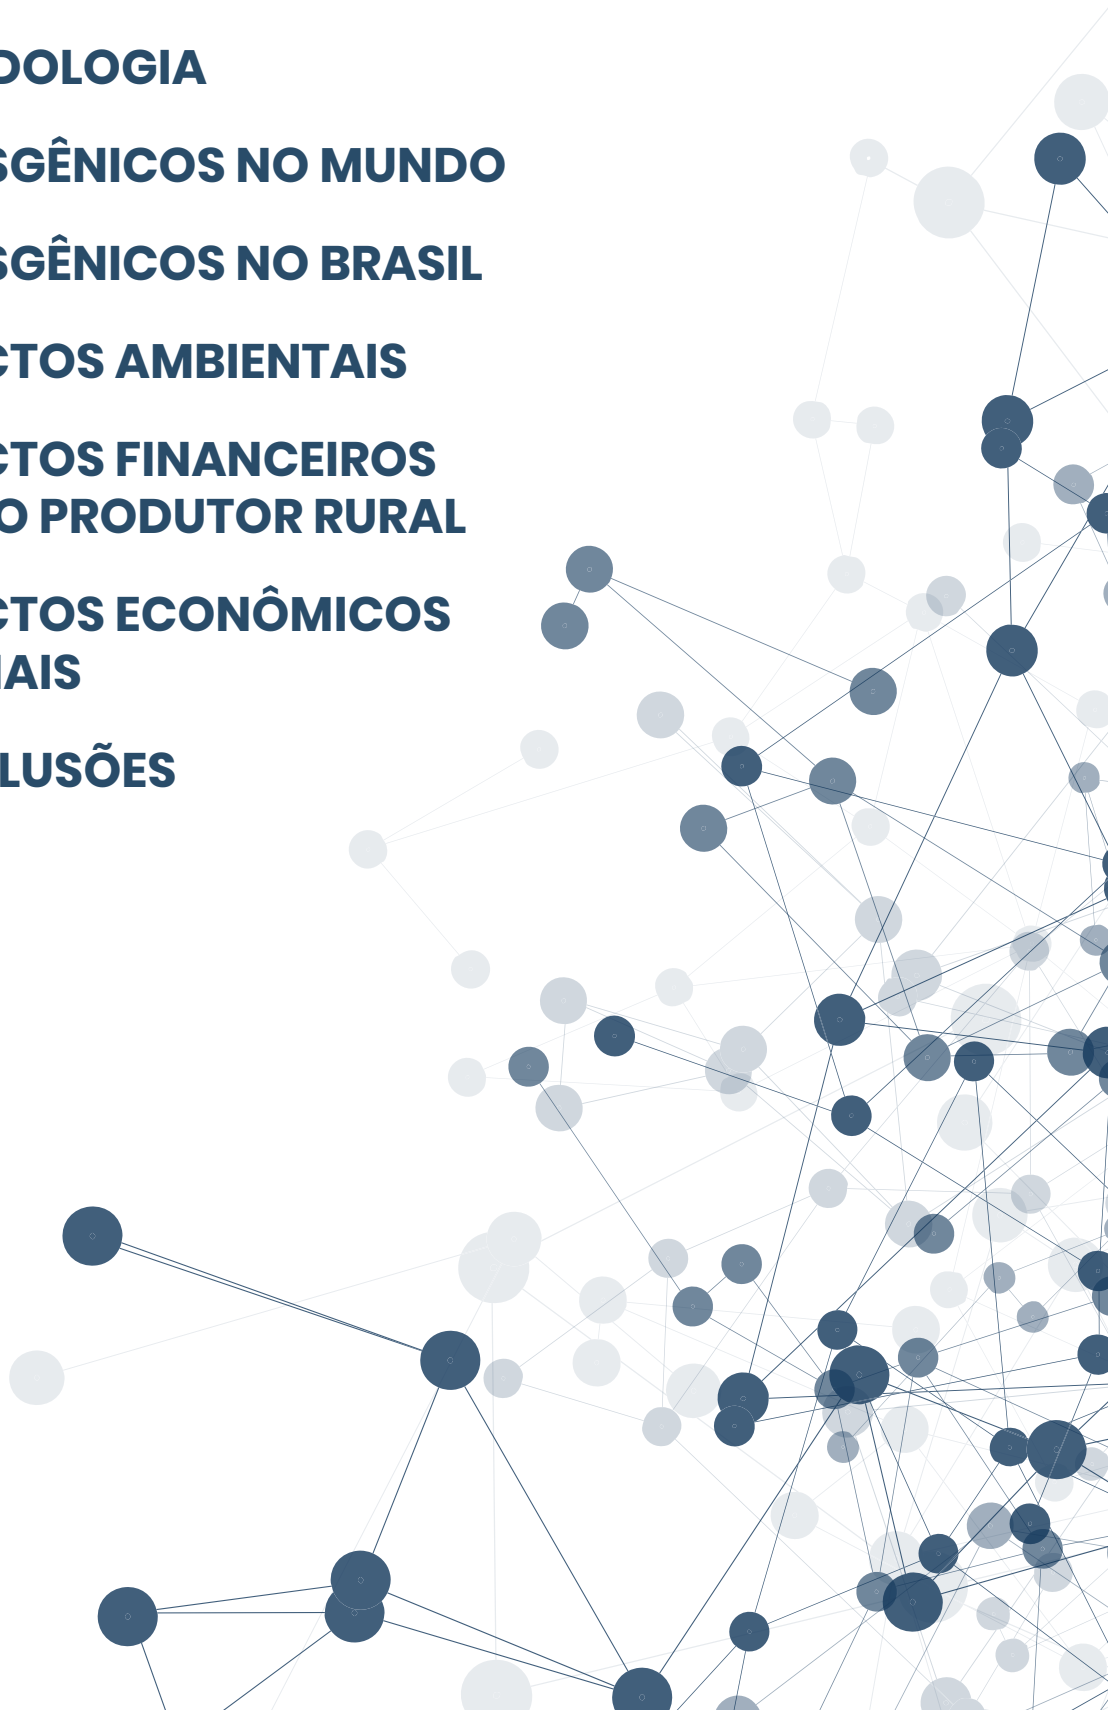 DOLOGIA
SGÊNICOS NO MUNDO
SGÊNICOS NO BRASIL
CTOS AMBIENTAIS
CTOS FINANCEIROS
O PRODUTOR RURAL
CTOS ECONÔMICOS
IAIS
LUSÕES